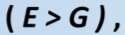 ( E > G ) ,